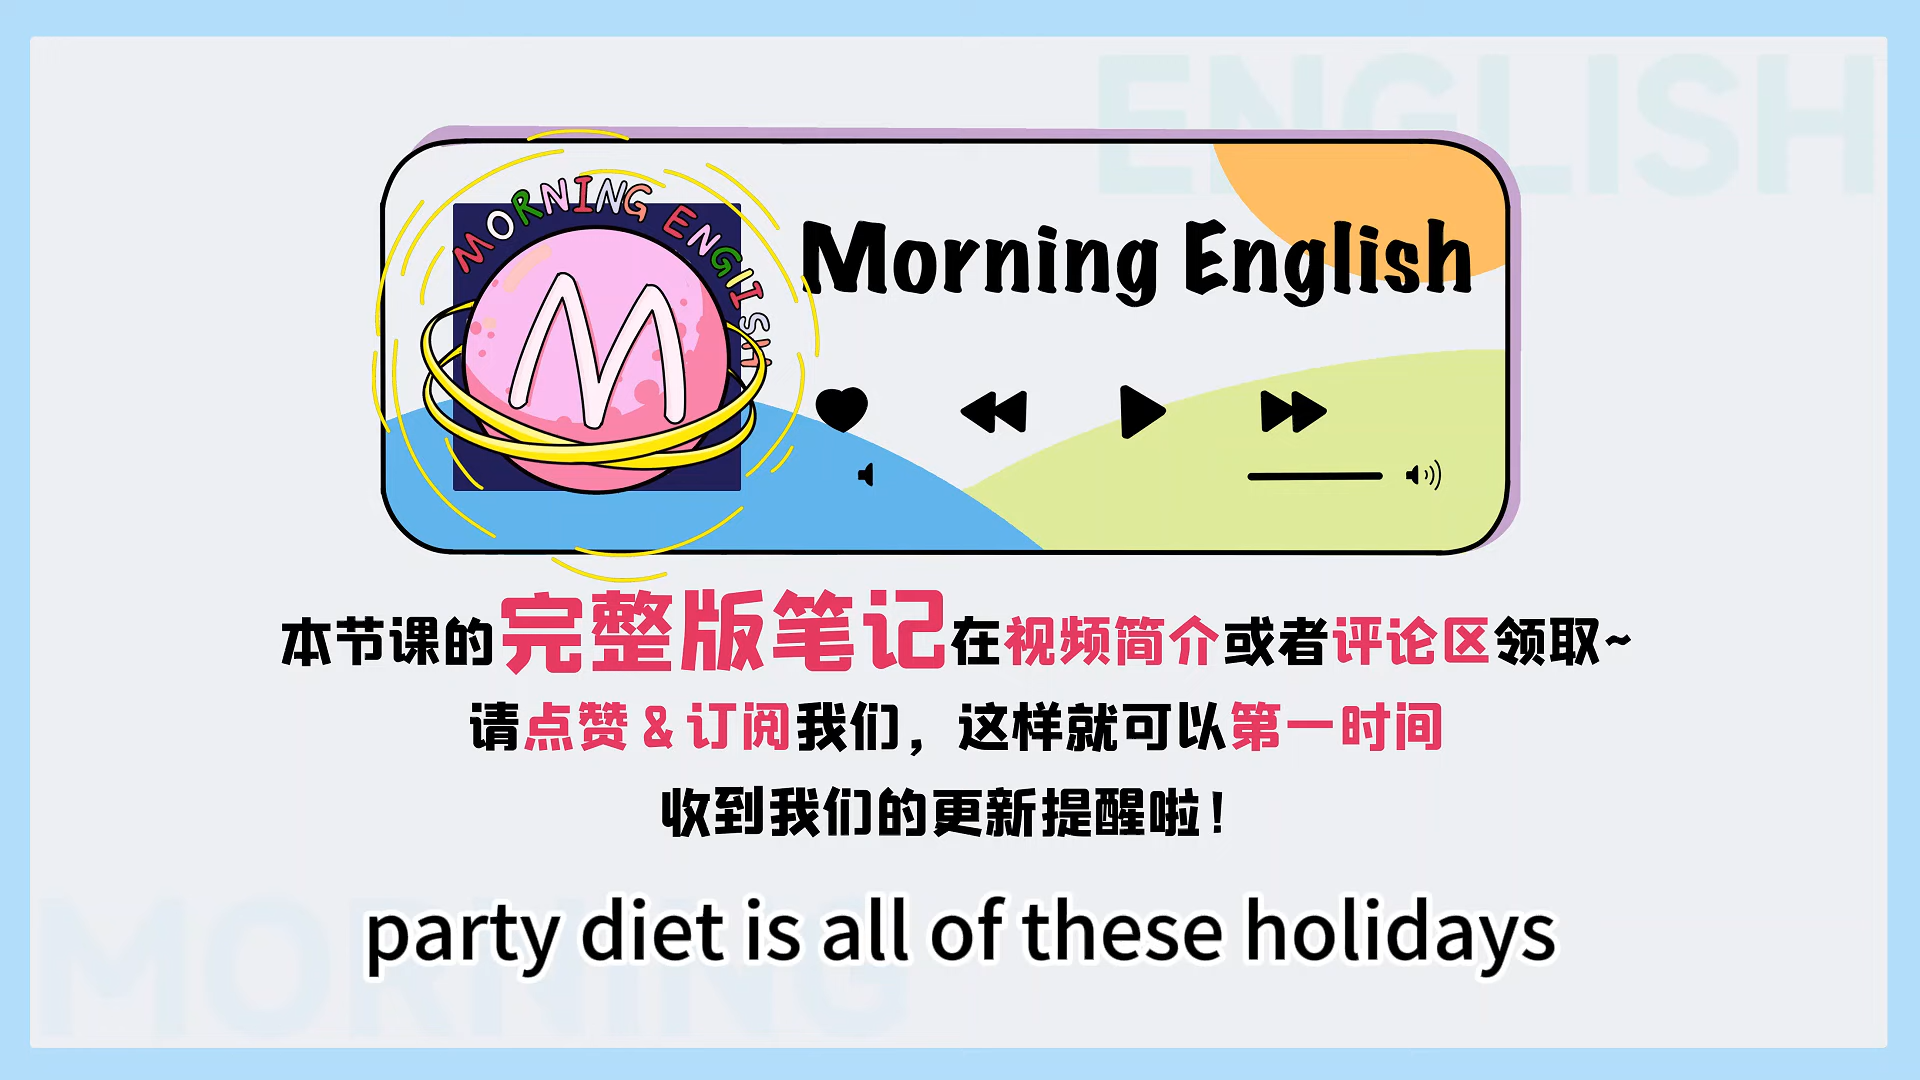 ENGLISH
MORNING ENGLISH
M
Morning English
本节课的完整版笔记在视频简介或者评论区领取~
请点赞&订阅我们，这样就可以第一时间
收到我们的更新提醒啦！
MORNING
party diet is all of these holidays